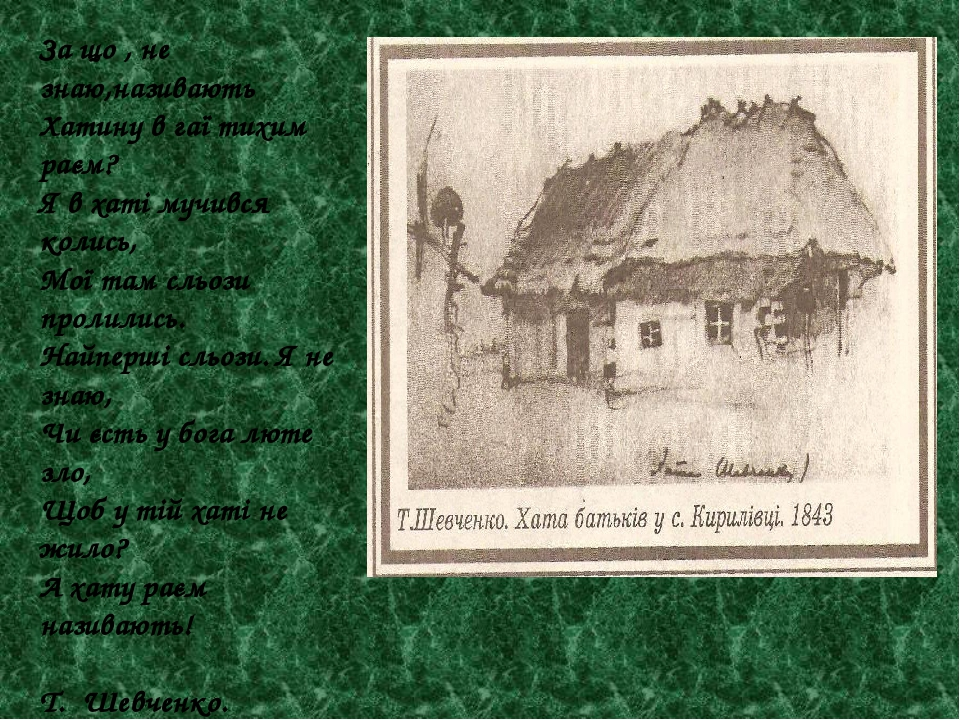 За що , не
знаю,називають
Хатину в гаї тихим
раєм?
Я в хаті мучився
колись,
Мої там сльози
пролились.
Найперші сльози. Я не
знаю,
Чи єсть у бога люте
зло,
Щоб у тій хаті не
жило?
А хату раєм
називають!
Т. Шевченко.
Т.Шевченко. Хата батьків у с. Кирилівці. 1843